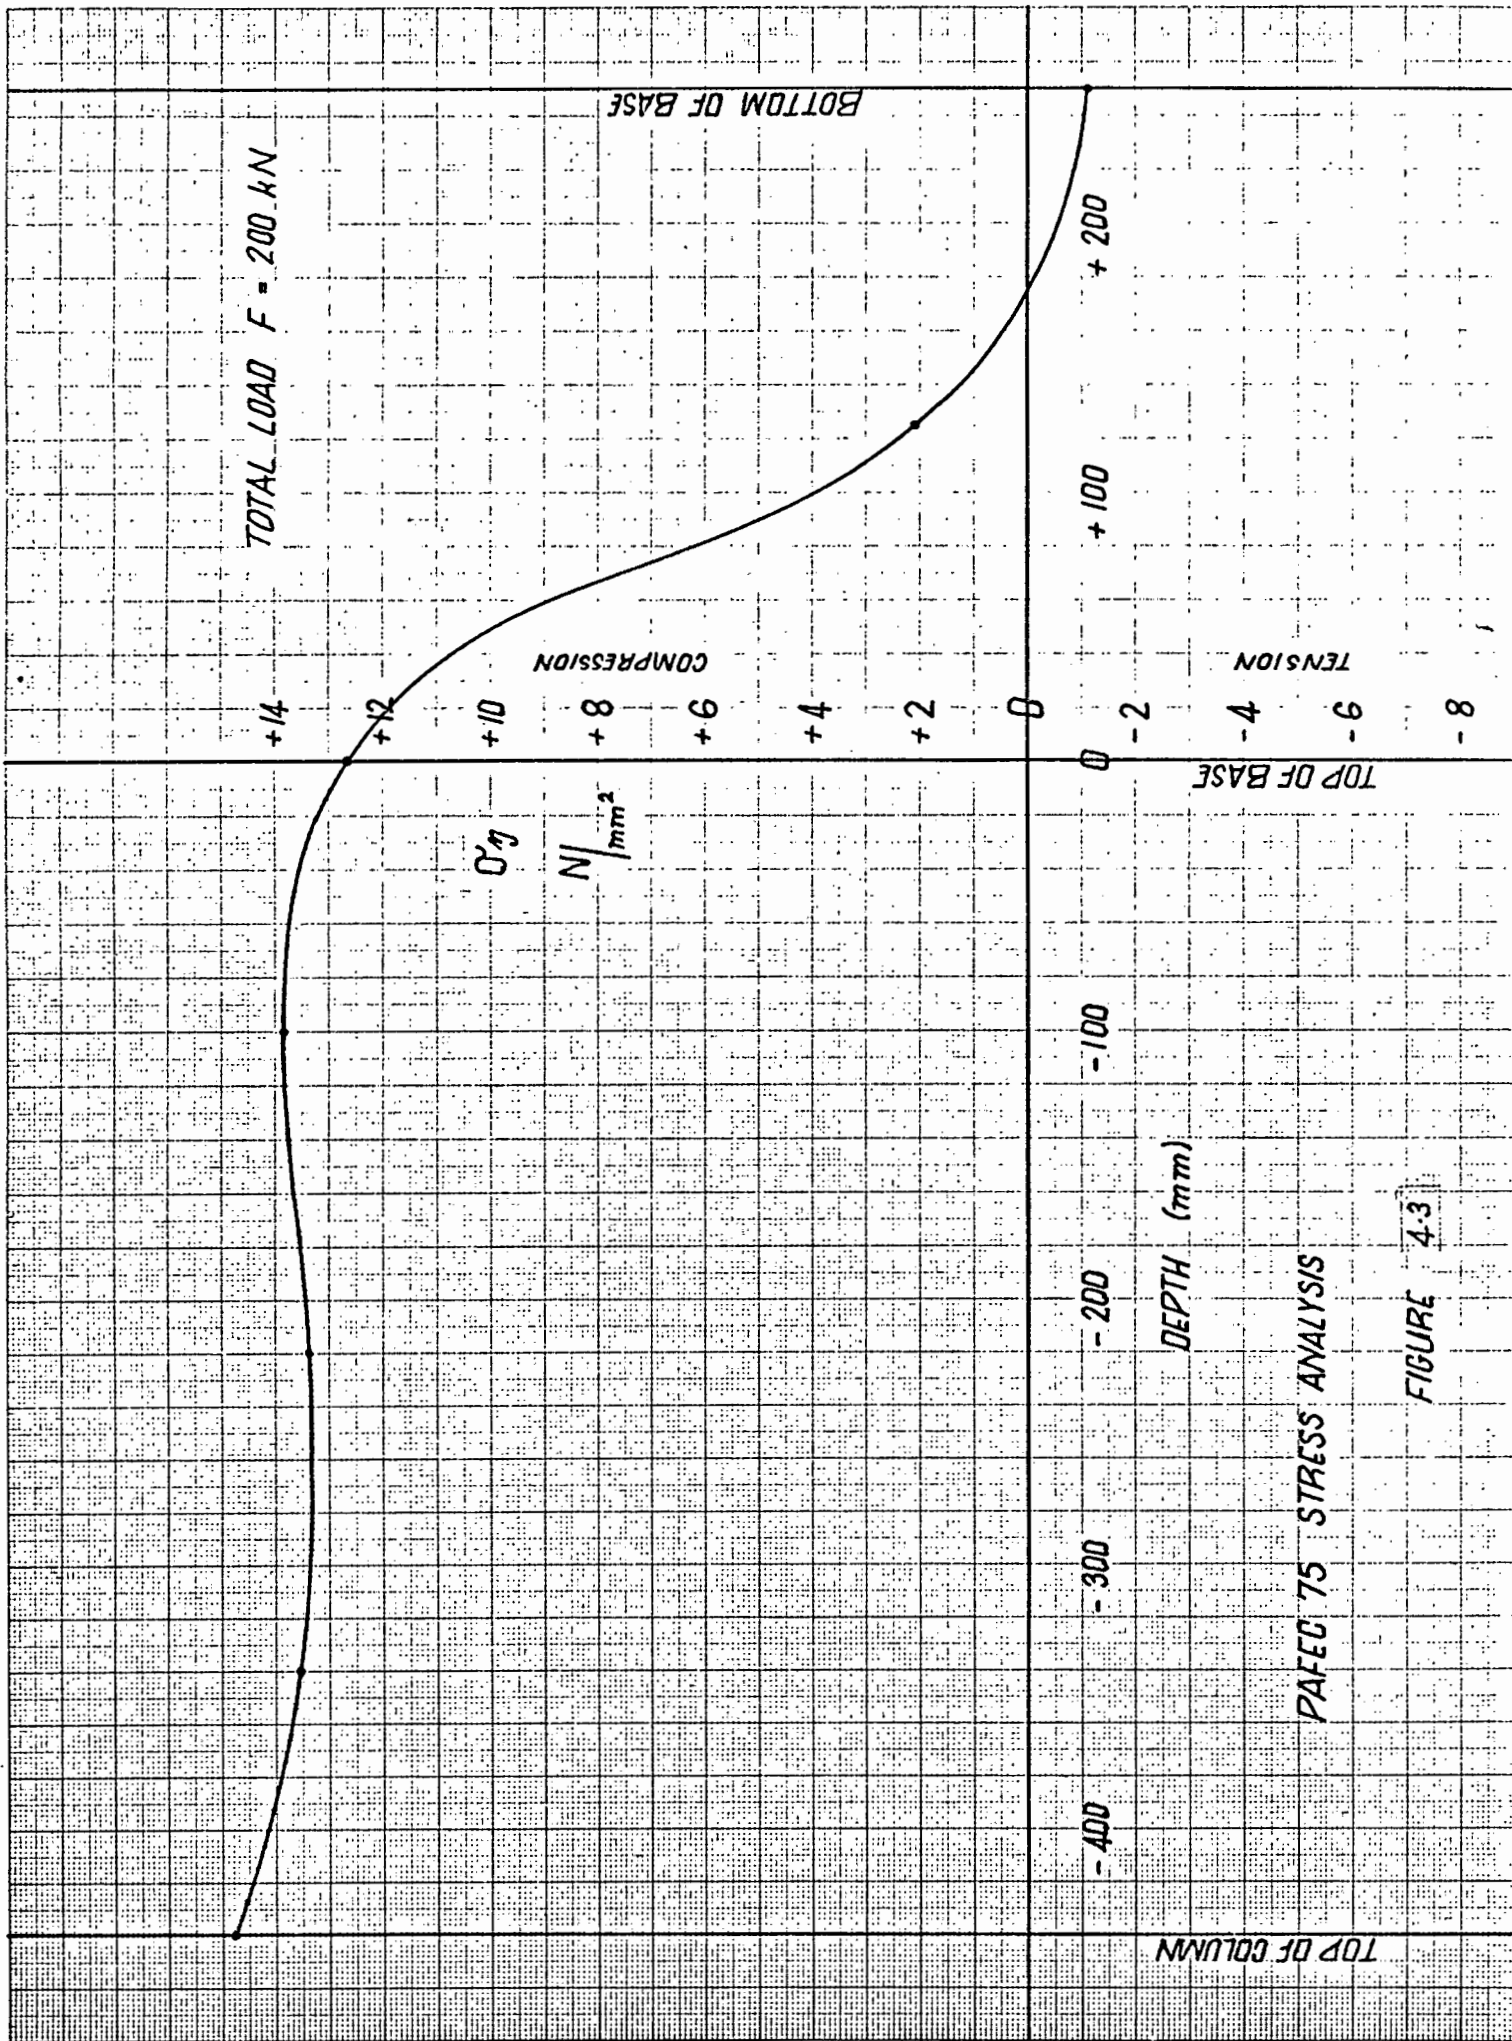 TOTAL LOAD F = 200 kN
BOTTOM OF BASE
COMPRESSION
TENSION
+14
+12
+10
+8
+6
+4
+2
0
-2
-4
-6
-8
TOP OF BASE
N/mm²
-400
-300
-200
-100
0
+100
+200
DEPTH (mm)
TOP OF COLUMN
PAFEC 75 STRESS ANALYSIS
FIGURE 4.3